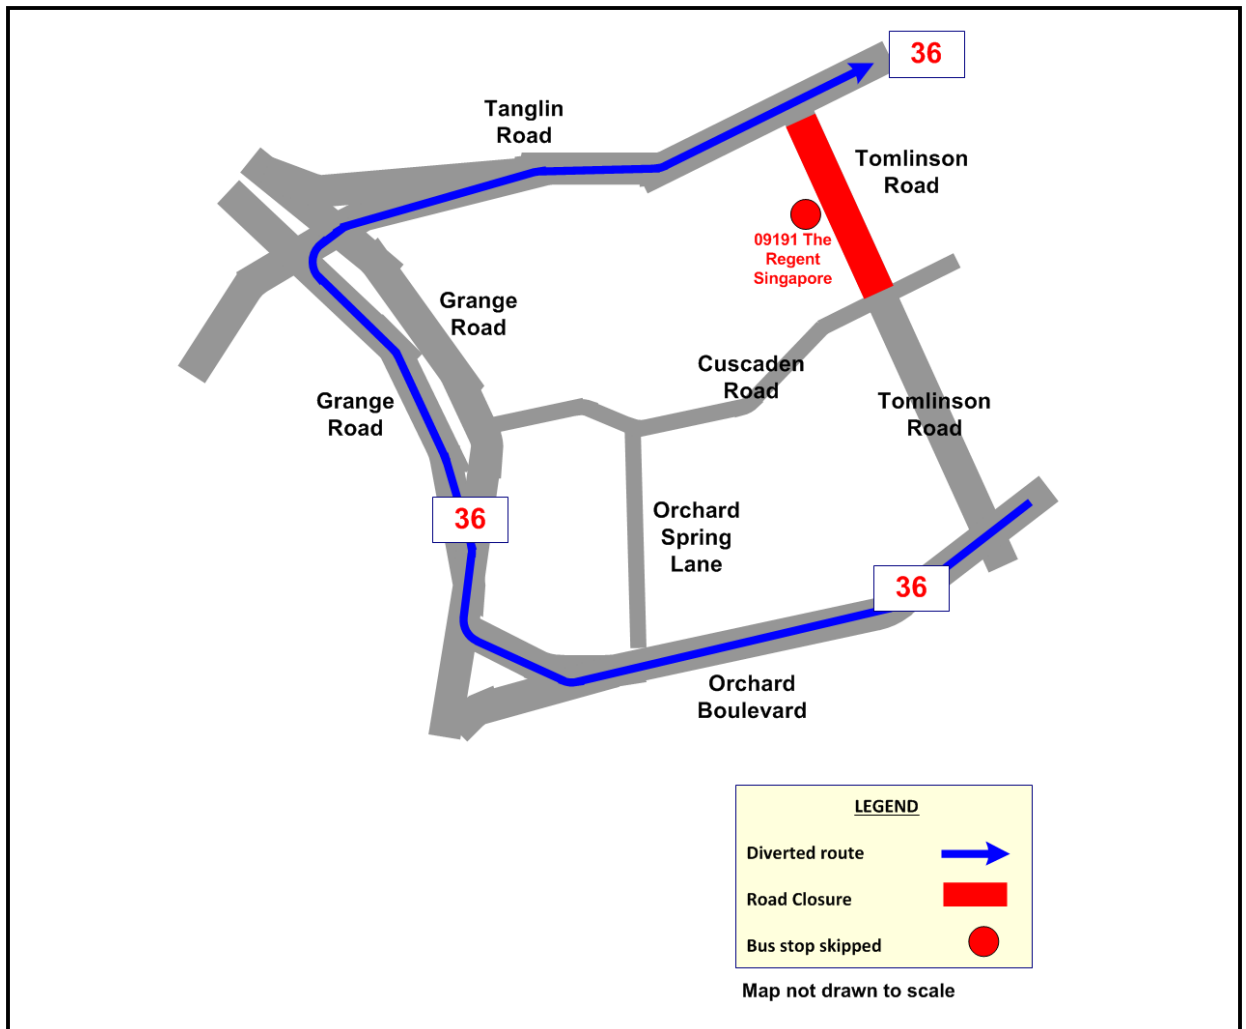 36
Tanglin
Road
Tomlinson
Road
09191 The
Regent
Singapore
Grange
Road
Cuscaden
Road
Grange
Road
Tomlinson
Road
36
Orchard
Spring
Lane
36
Orchard
Boulevard
LEGEND
Diverted route
Road Closure
Bus stop skipped
Map not drawn to scale